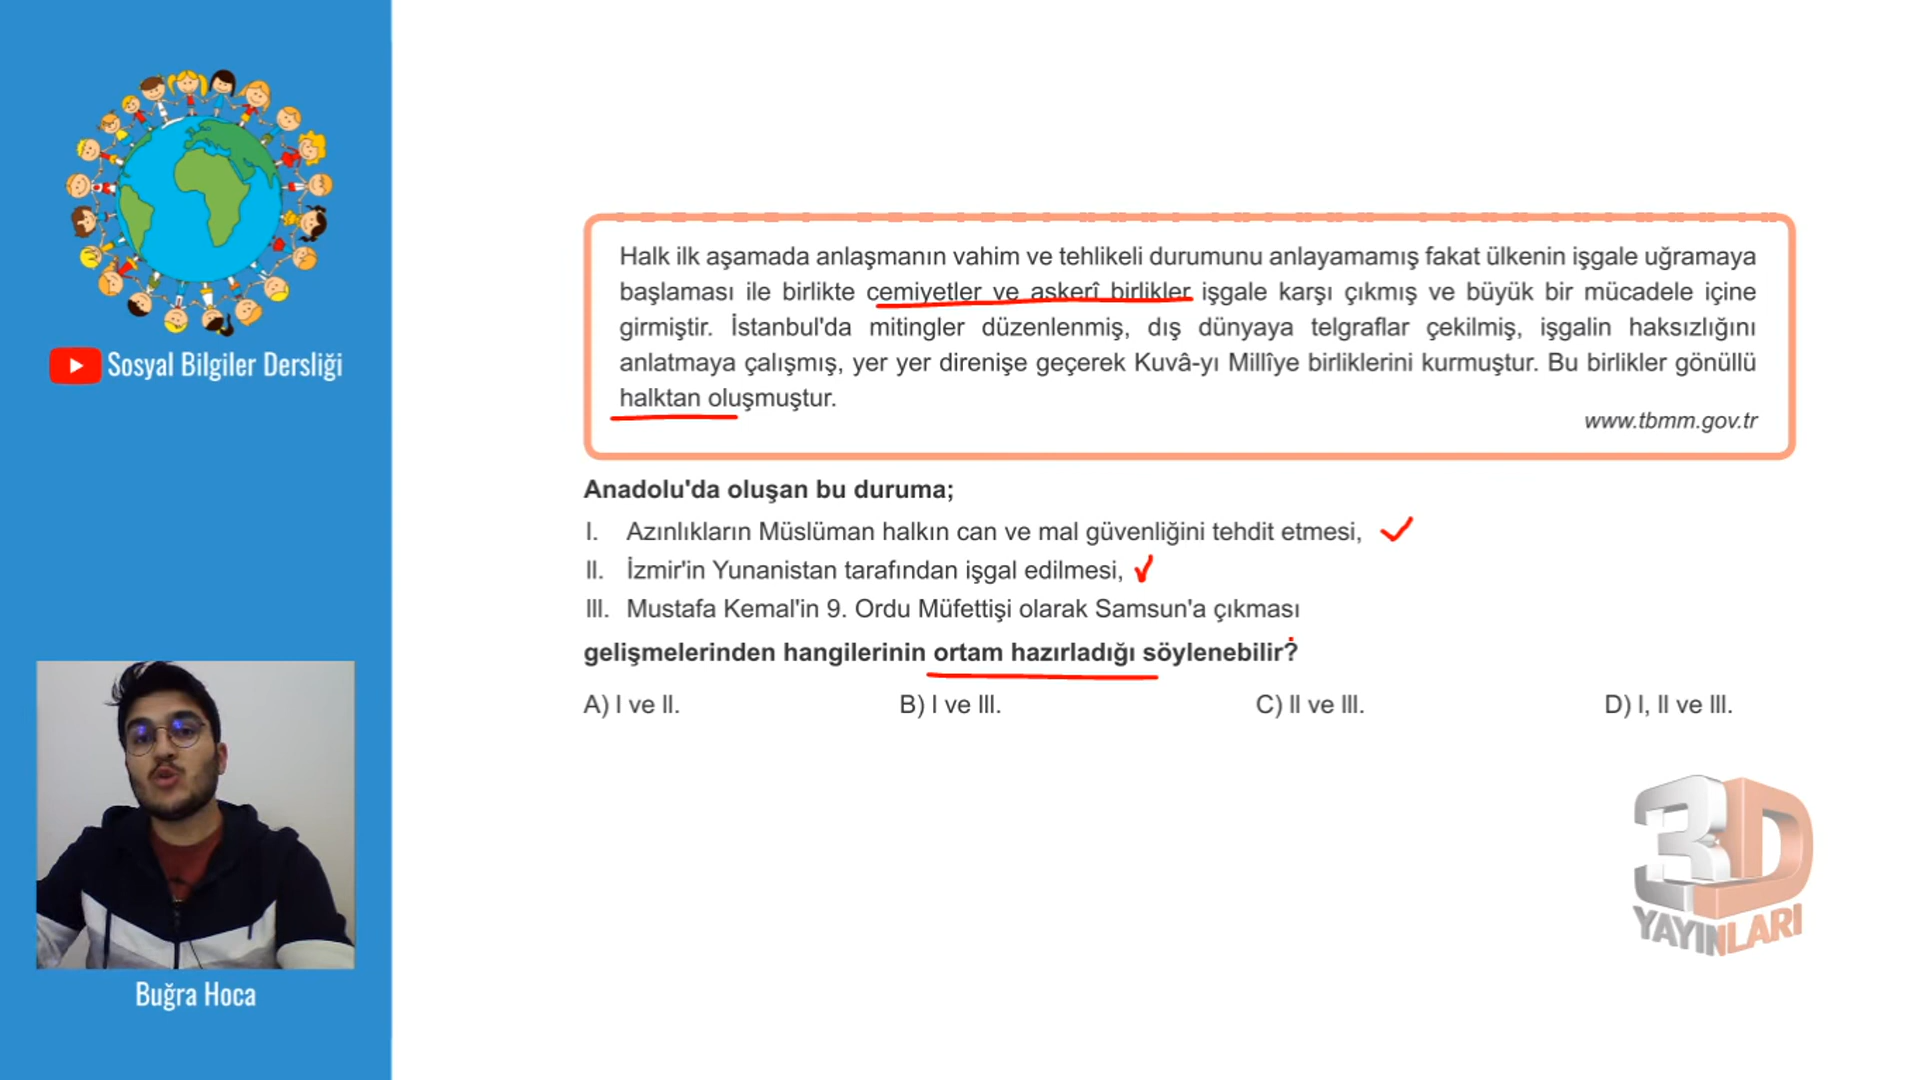 Sosyal Bilgiler Dersliği
Buğra Hoca
Halk ilk aşamada anlaşmanın vahim ve tehlikeli durumunu anlayamamış fakat ülkenin işgale uğramaya
başlaması ile birlikte cemiyetler ve askerî birlikler işgale karşı çıkmış ve büyük bir mücadele içine
girmiştir. İstanbul'da mitingler düzenlenmiş, dış dünyaya telgraflar çekilmiş, işgalin haksızlığını
anlatmaya çalışmış, yer yer direnişe geçerek Kuvâ-yı Millîye birliklerini kurmuştur. Bu birlikler gönüllü
halktan oluşmuştur.
www.tbmm.gov.tr
Anadolu'da oluşan bu duruma;
I. Azınlıkların Müslüman halkın can ve mal güvenliğini tehdit etmesi,
II. İzmir'in Yunanistan tarafından işgal edilmesi,
III. Mustafa Kemal'in 9. Ordu Müfettişi olarak Samsun'a çıkması
gelişmelerinden hangilerinin ortam hazırladığı söylenebilir?
A) I ve II. B) I ve III. C) II ve III. D) I, II ve III.
3D
YAYINLARI